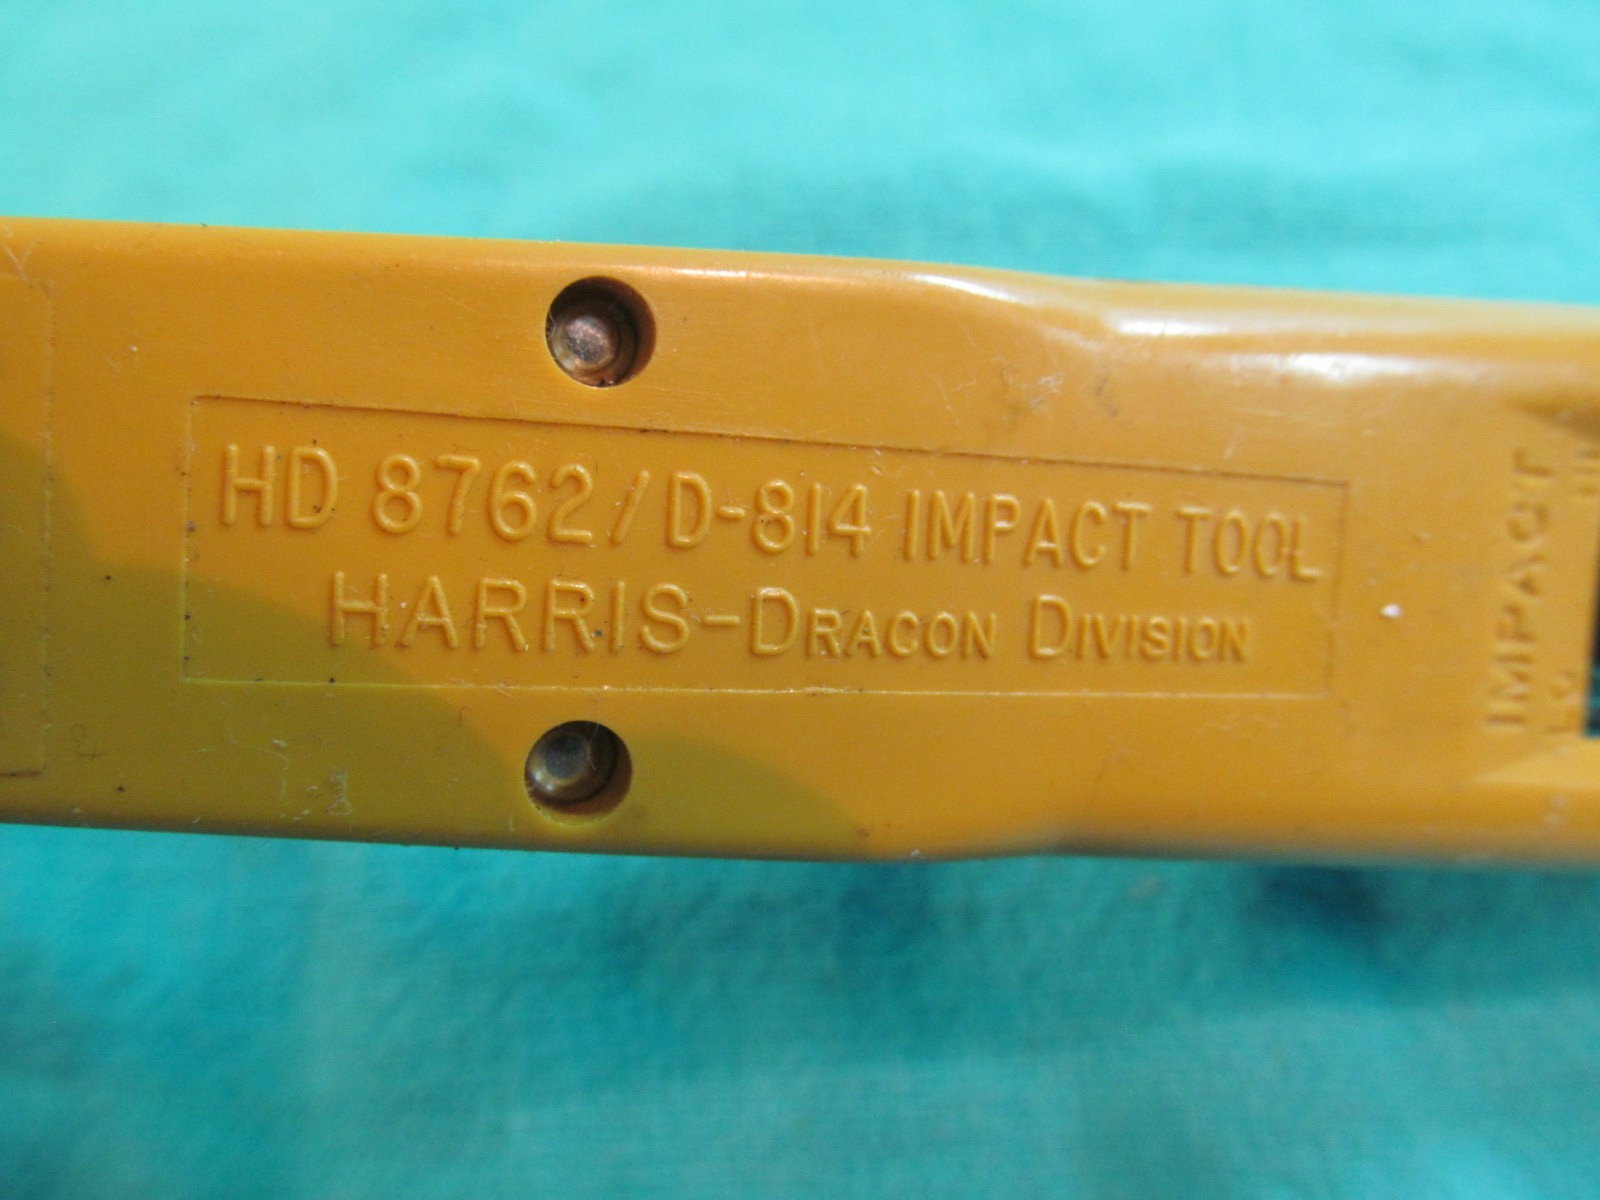 HD 8762/D-814 IMPACT TOOL
HARRIS-DRACON DIVISION
IMPACT